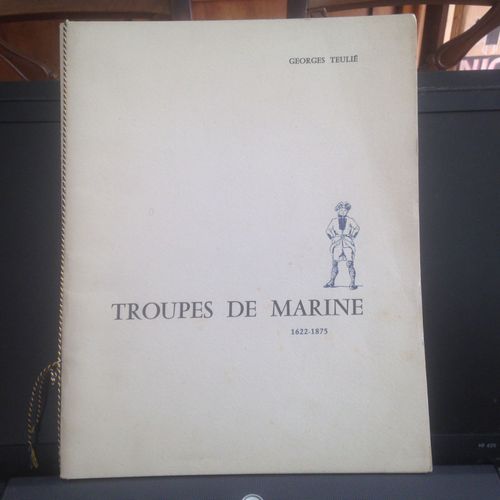 GEORGES TEULIÉ
TROUPES DE MARINE
1622-1875